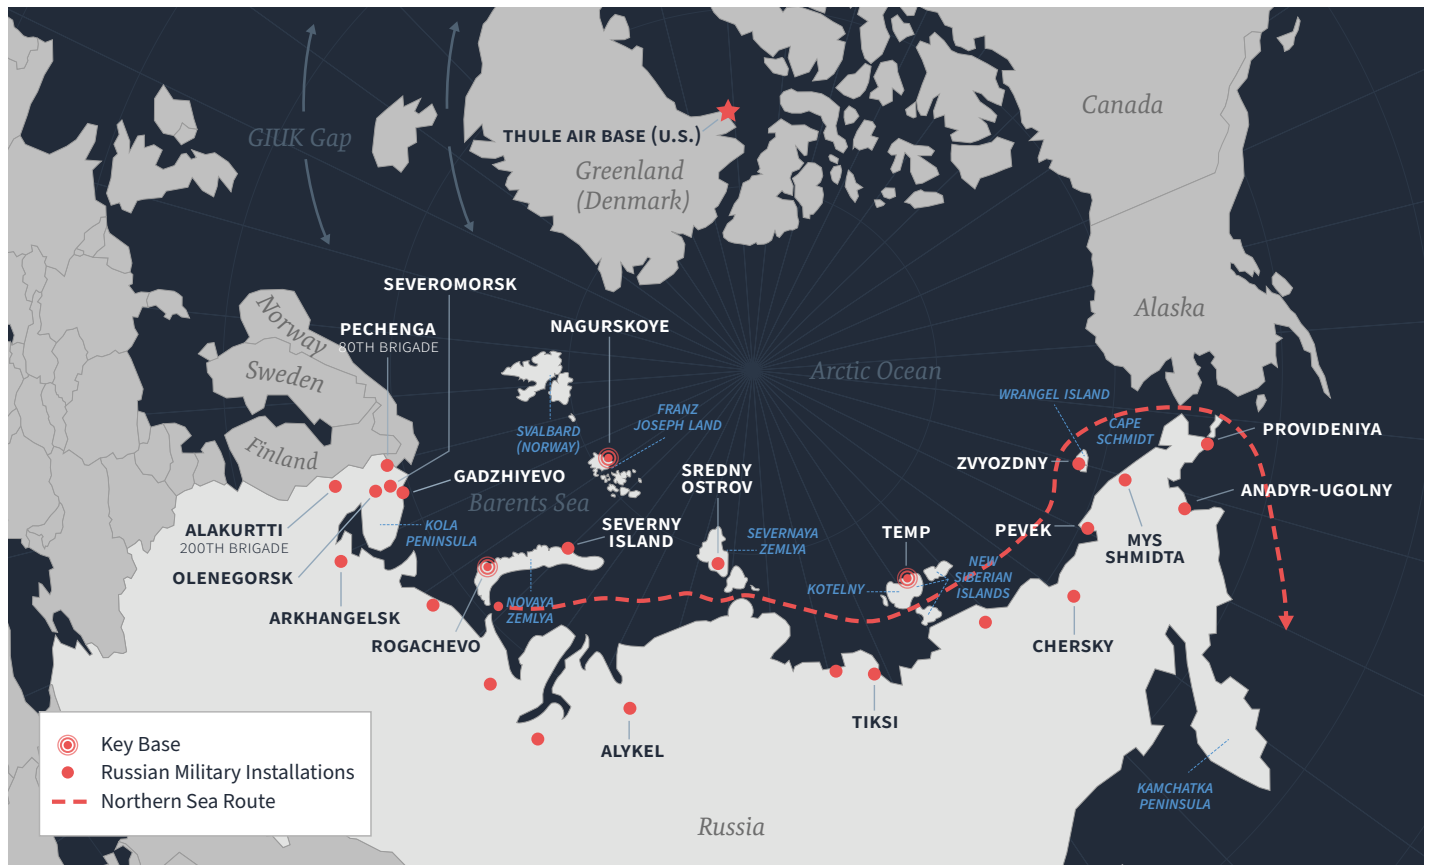 Canada
GIUK Gap
THULE AIR BASE (U.S.)
Greenland
(Denmark)
SEVEROMORSK
Norway
PECHENGA
80TH BRIGADE
NAGURSKOYE
Alaska
Sweden
Arctic Ocean
WRANGEL ISLAND
FRANZ
JOSEPH LAND
SVALBARD
(NORWAY)
CAPE
SCHMIDT
PROVIDENIYA
Finland
ZVYOZDNY
GADZHIYEVO
SREDNY
OSTROV
ANADYR-UGOLNY
Barents Sea
ALAKURTTI
200TH BRIGADE
KOLA
PENINSULA
SEVERNY
ISLAND
SEVERNAYA
ZEMLYA
TEMP
PEVEK
MYS
SHMIDTA
OLENEGORSK
NEW
SIBERIAN
ISLANDS
KOTELNY
NOVAYA
ZEMLYA
ARKHANGELSK
ROGACHEVO
CHERSKY
TIKSI
ALYKEL
Key Base
Russian Military Installations
Northern Sea Route
KAMCHATKA
PENINSULA
Russia